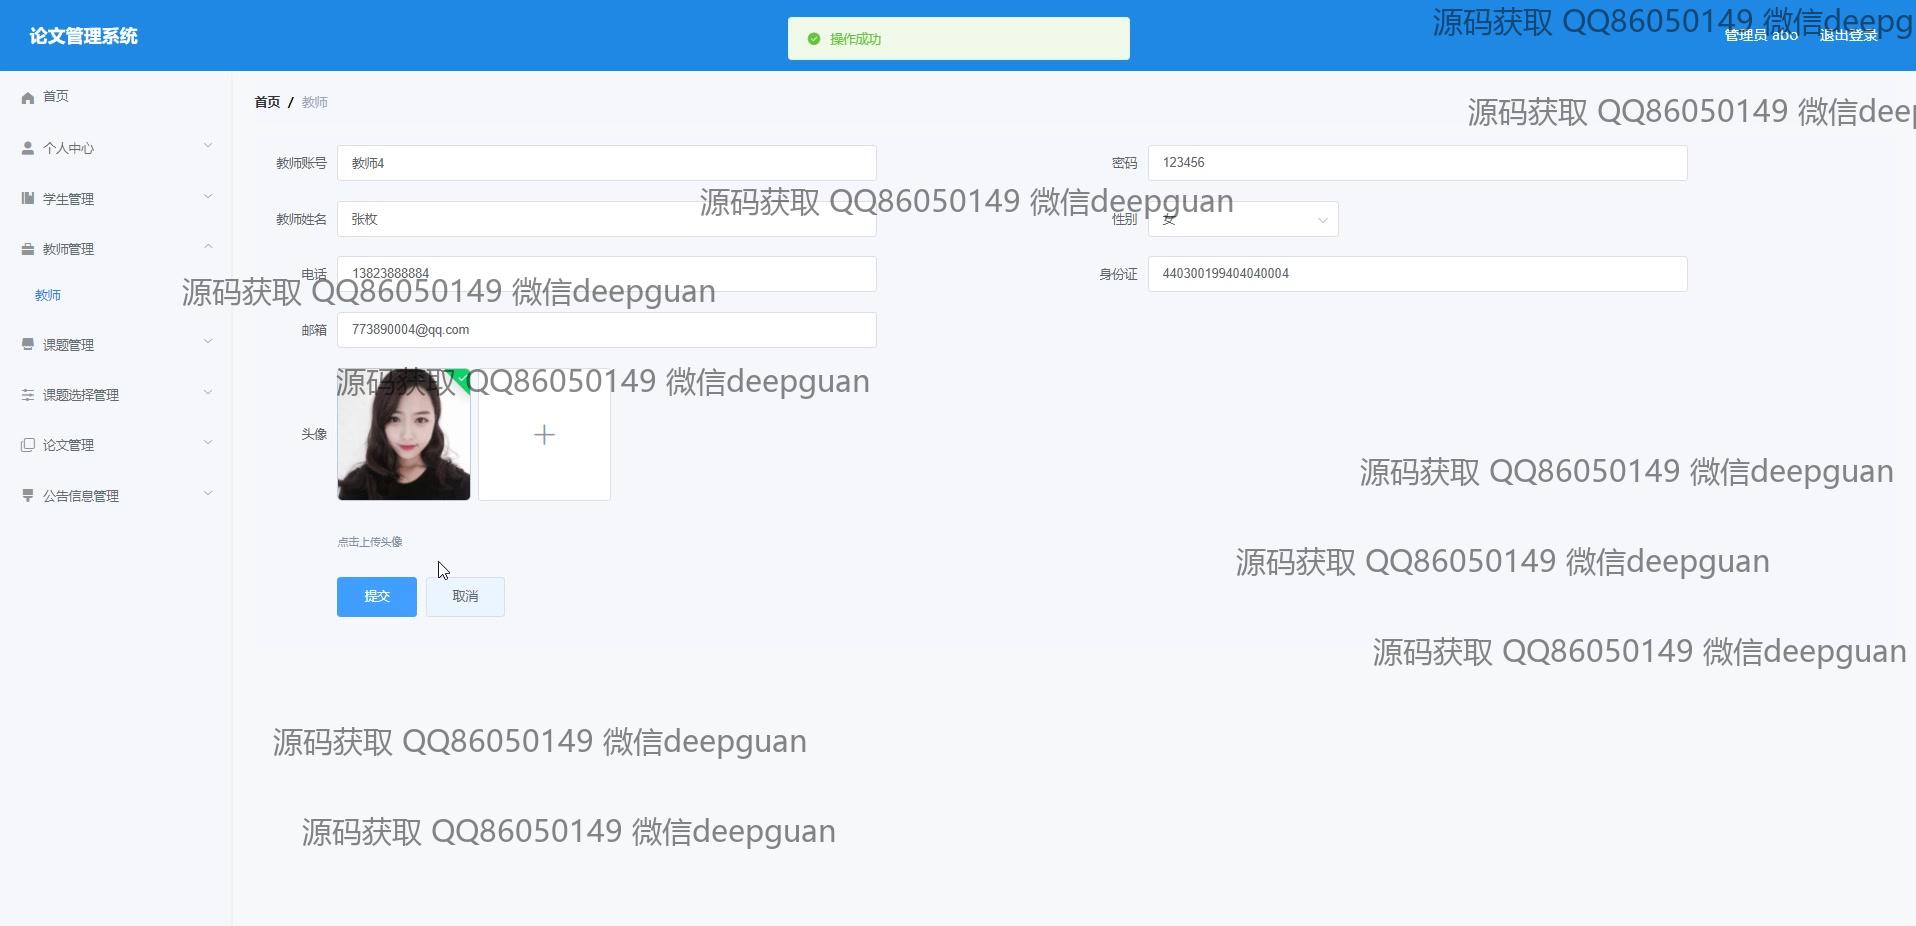 论文管理系统
操作成功
源码获取 QQ86050149 微信deepg
管理员 abo
退出登录
首页
个人中心
学生管理
教师管理
教师
课题管理
课题选择管理
论文管理
公告信息管理
首页 / 教师
源码获取 QQ86050149 微信deep
教师账号 教师4
密码 123456
源码获取 QQ86050149 微信deepguan
教师姓名 张枚
性别 女
电话 13823888884
身份证 440300199404040004
源码获取 QQ86050149 微信deepguan
邮箱 773890004@qq.com
源码获取 QQ86050149 微信deepguan
头像
源码获取 QQ86050149 微信deepguan
点击上传头像
源码获取 QQ86050149 微信deepguan
提交
取消
源码获取 QQ86050149 微信deepguan
源码获取 QQ86050149 微信deepguan
源码获取 QQ86050149 微信deepguan